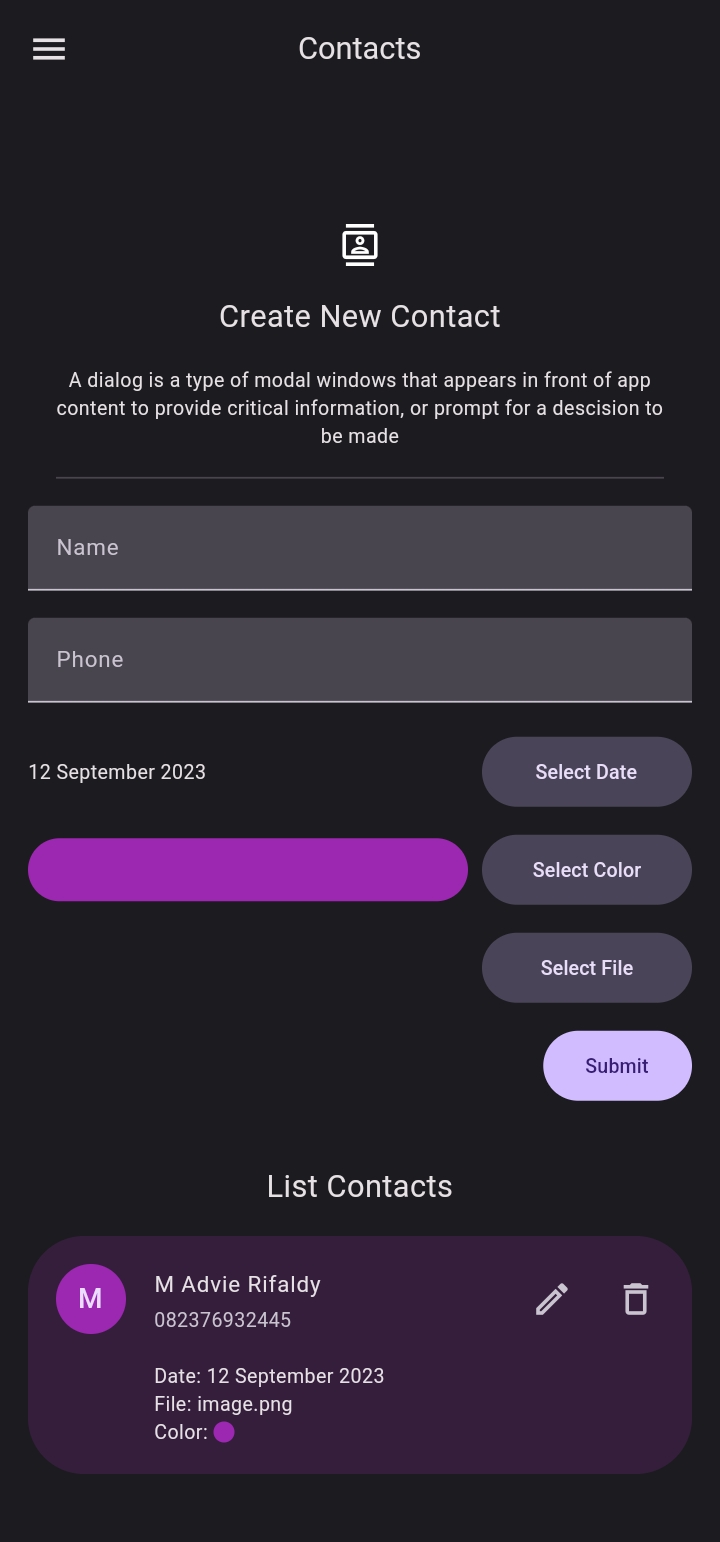 Contacts
Create New Contact
A dialog is a type of modal windows that appears in front of app
content to provide critical information, or prompt for a descision to
be made
Name
Phone
12 September 2023
Select Date
Select Color
Select File
Submit
List Contacts
M
M Advie Rifaldy
082376932445
Date: 12 September 2023
File: image.png
Color: